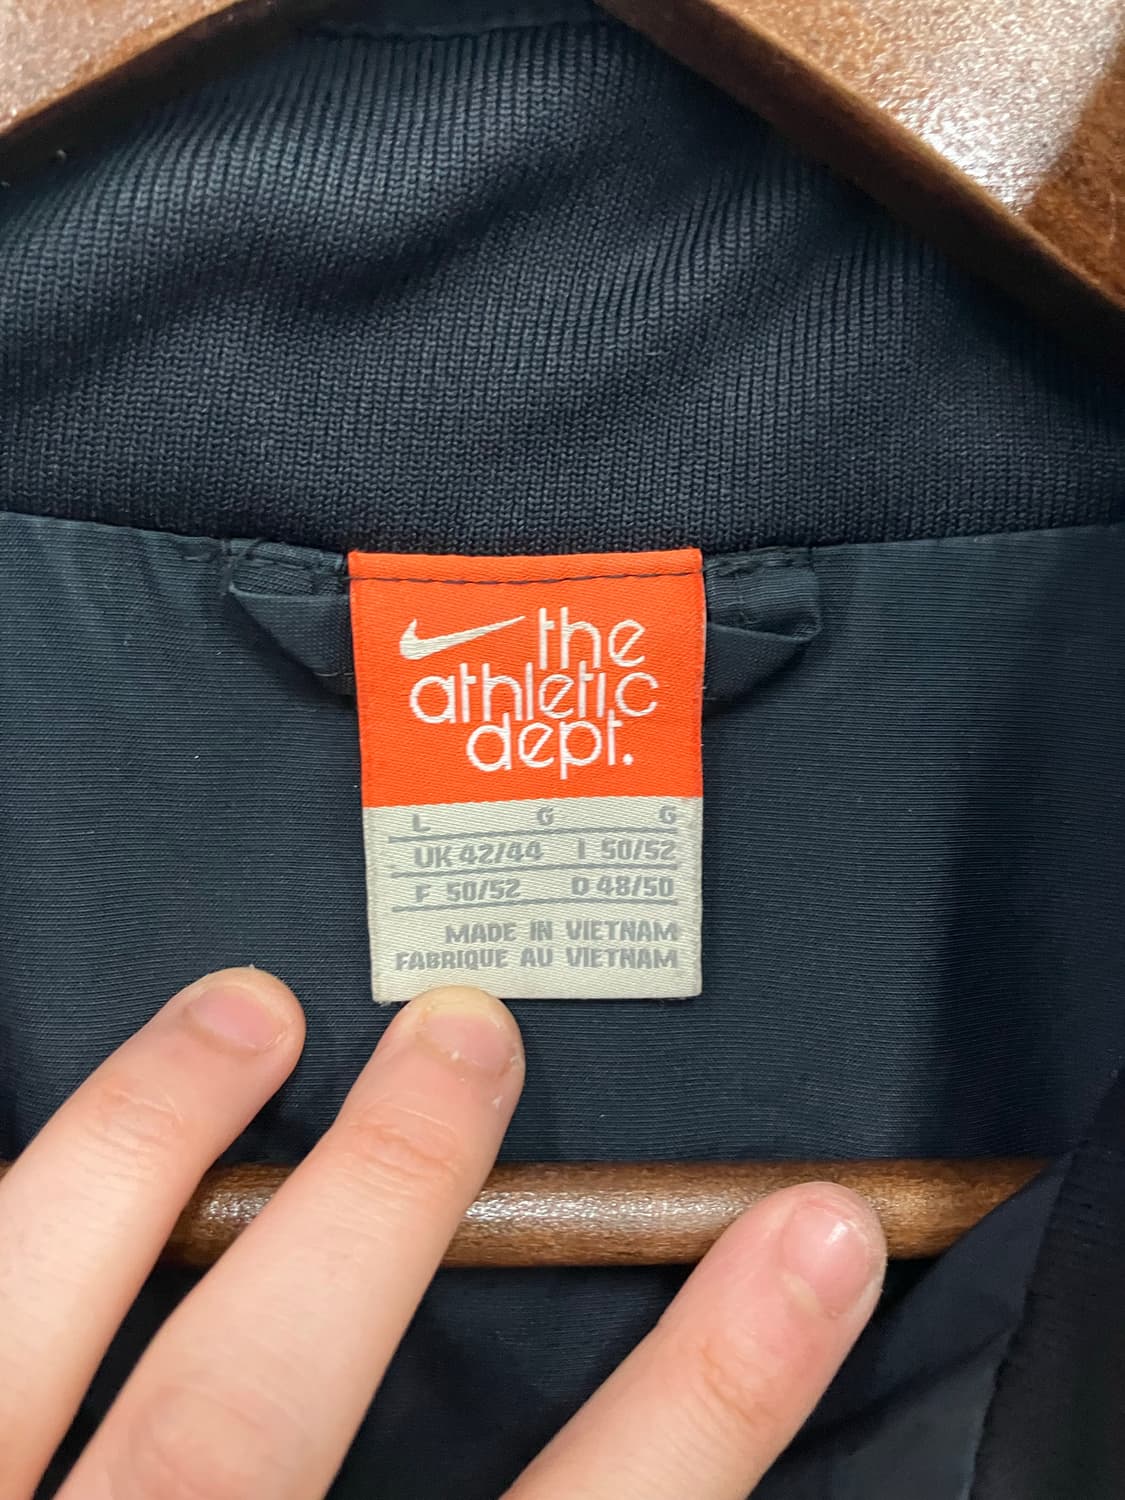 the
athletic
dept.
L G G
UK 42/44 I 50/52
F 50/52 D 48/50
MADE IN VIETNAM
FABRIQUE AU VIETNAM